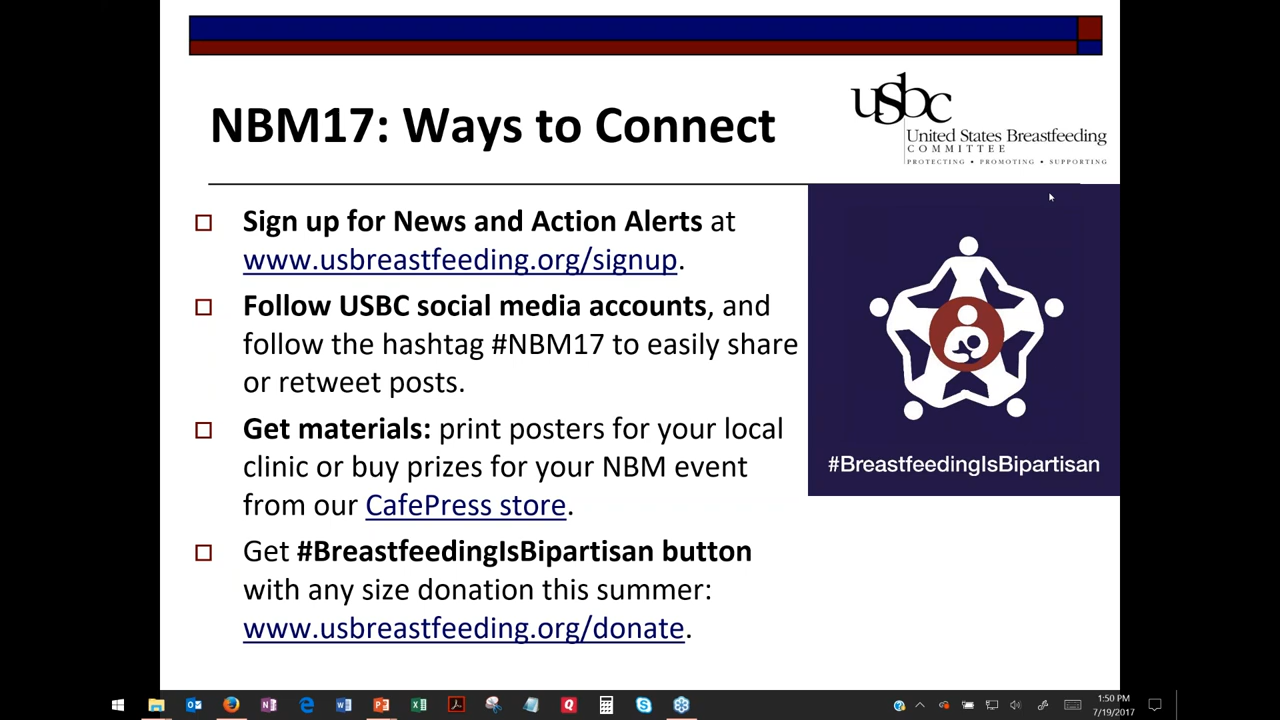 NBM17: Ways to Connect
usbc
United States Breastfeeding
COMMITTEE
PROTECTING • PROMOTING • SUPPORTING
Sign up for News and Action Alerts at
www.usbreastfeeding.org/signup.
Follow USBC social media accounts, and
follow the hashtag #NBM17 to easily share
or retweet posts.
Get materials: print posters for your local
clinic or buy prizes for your NBM event
from our CafePress store.
Get #BreastfeedingIsBipartisan button
with any size donation this summer:
www.usbreastfeeding.org/donate.
#BreastfeedingIsBipartisan
1:50 PM
7/19/2017